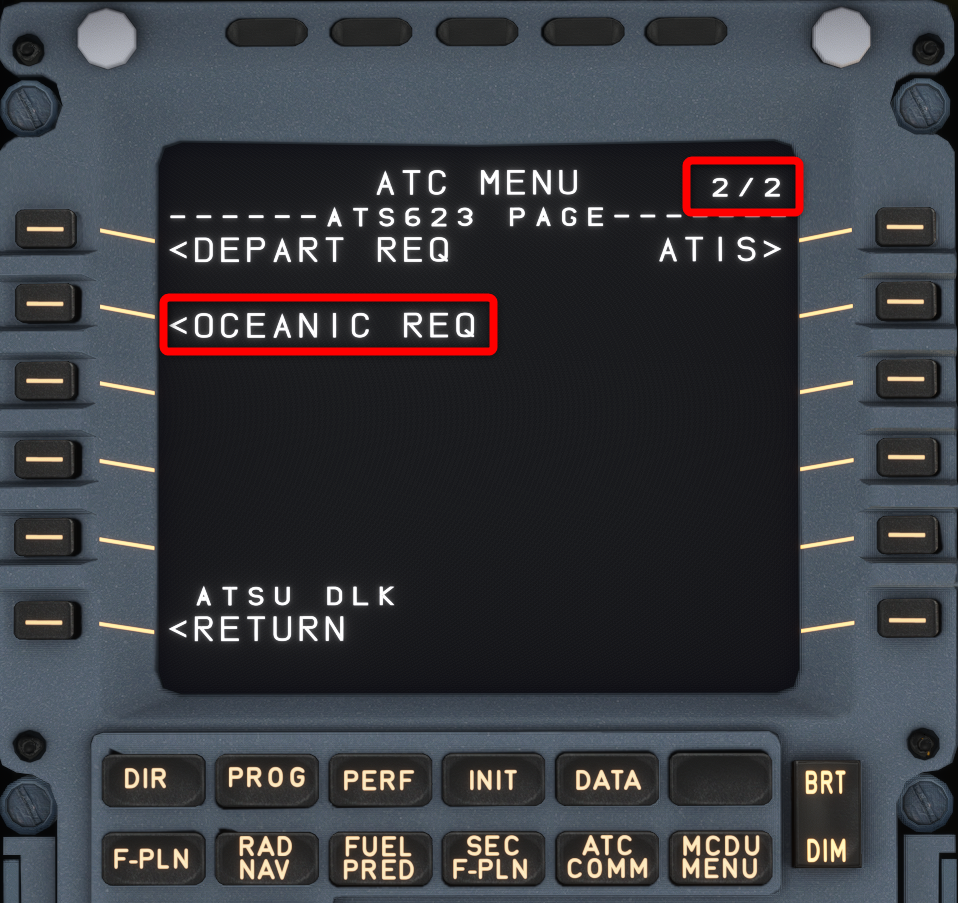 ATC MENU 2/2
------ATS623 PAGE-------
<DEPART REQ ATIS>
<OCEANIC REQ
ATSU DLK
<RETURN
DIR PROG PERF INIT DATA
BRT
F-PLN RAD NAV FUEL PRED SEC F-PLN ATC COMM MCDU MENU
DIM